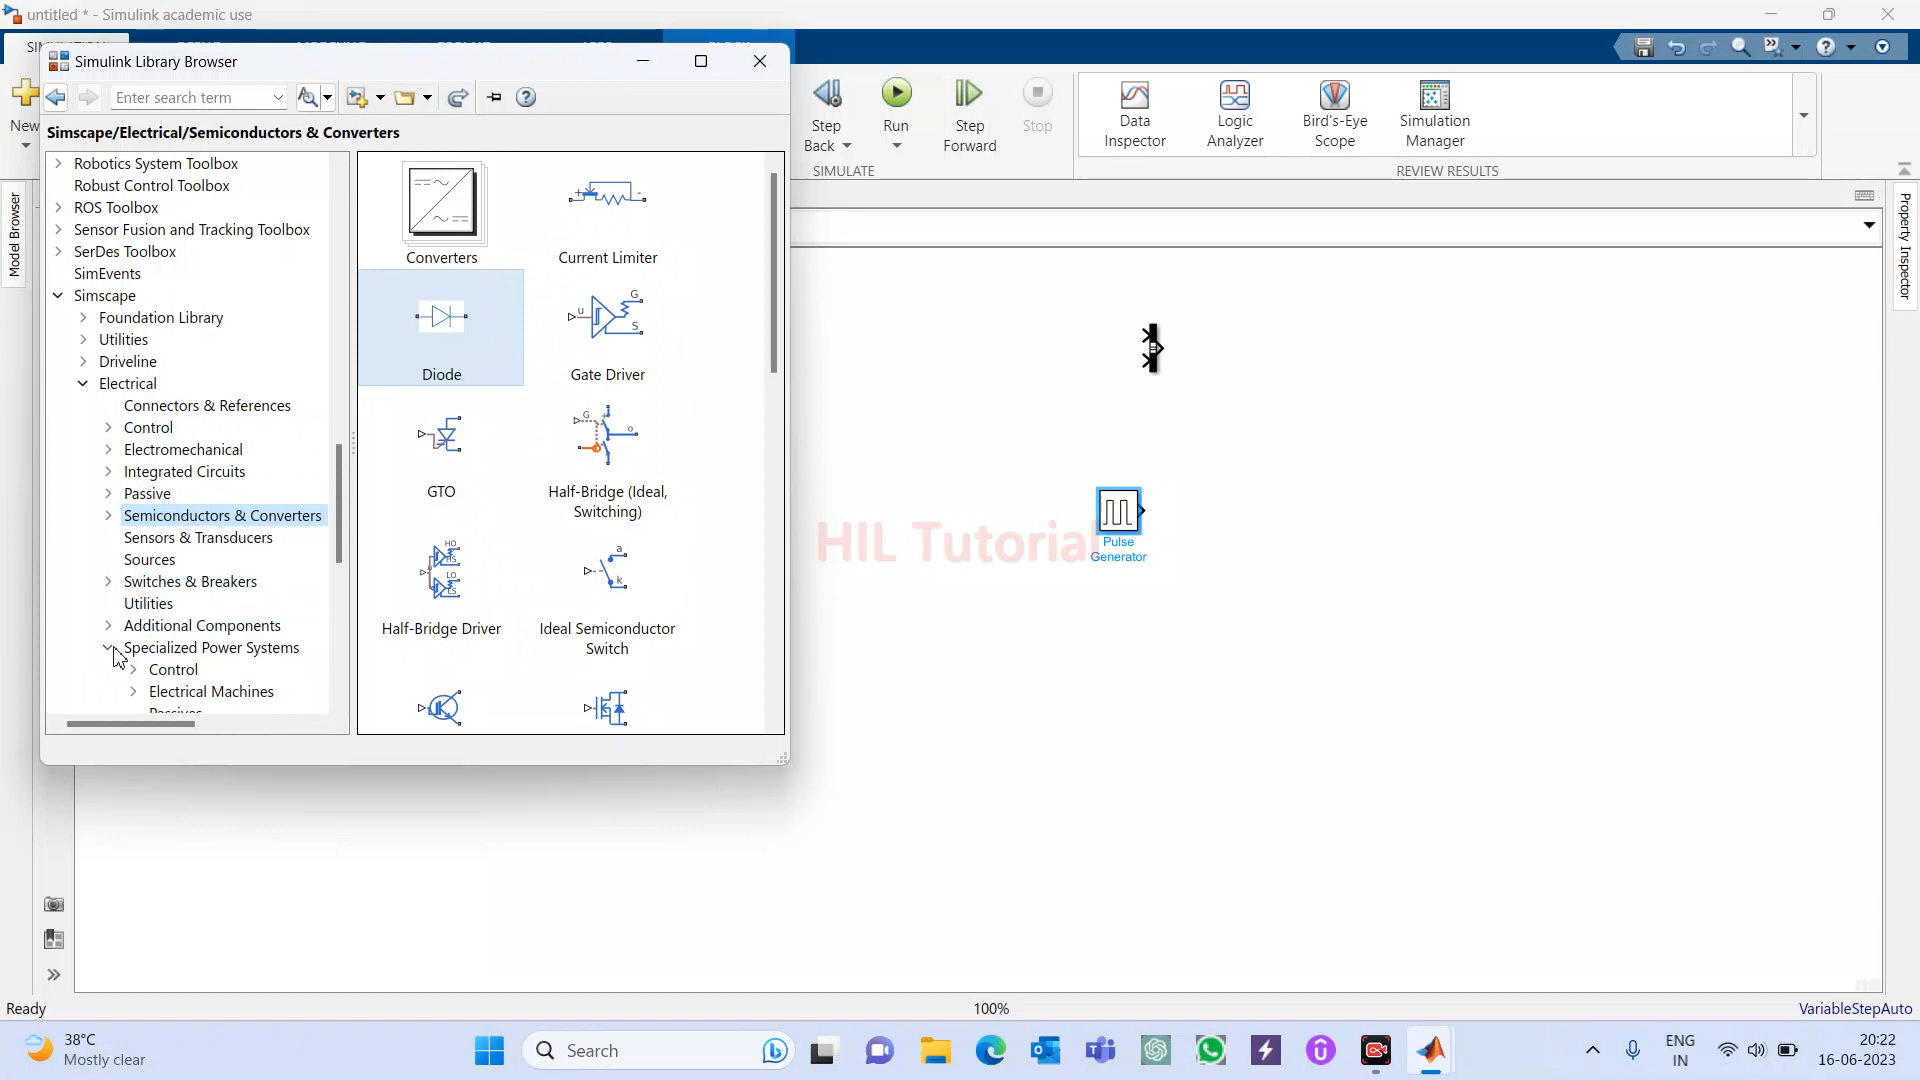 untitled * - Simulink academic use
Simulink Library Browser
Enter search term
Simscape/Electrical/Semiconductors & Converters
New
Robotics System Toolbox
Robust Control Toolbox
ROS Toolbox
Sensor Fusion and Tracking Toolbox
SerDes Toolbox
SimEvents
Simscape
Foundation Library
Utilities
Driveline
Electrical
Connectors & References
Control
Electromechanical
Integrated Circuits
Passive
Semiconductors & Converters
Sensors & Transducers
Sources
Switches & Breakers
Utilities
Additional Components
Specialized Power Systems
Control
Electrical Machines
Passives
Converters
Current Limiter
Diode
Gate Driver
GTO
Half-Bridge (Ideal,
Switching)
Half-Bridge Driver
Ideal Semiconductor
Switch
Step
Back
Run
Step
Forward
Stop
SIMULATE
Data
Inspector
Logic
Analyzer
Bird's-Eye
Scope
Simulation
Manager
REVIEW RESULTS
Model Browser
Property Inspector
HIL Tutorial
Pulse
Generator
Ready
100%
VariableStepAuto
38°C
Mostly clear
Search
ENG
IN
20:22
16-06-2023